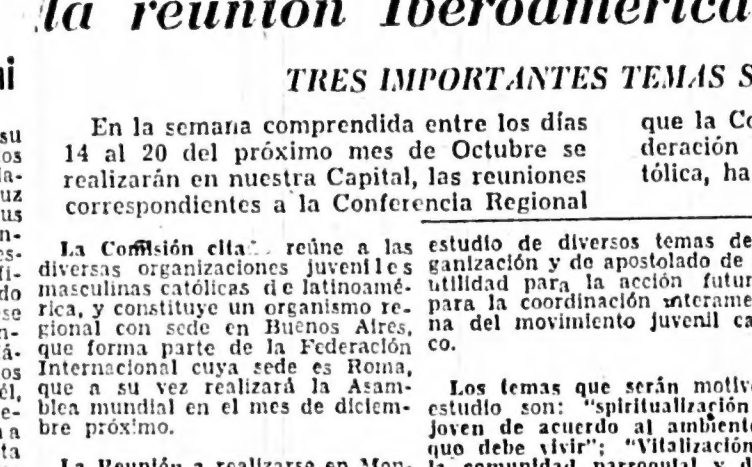 la reunión Iberoamerica
TRES IMPORTANTES TEMAS S
En la semana comprendida entre los días
14 al 20 del próximo mes de Octubre se
realizarán en nuestra Capital, las reuniones
correspondientes a la Conferencia Regional
que la Co
deración
tólica, ha
La Comisión cita reúne a las
diversas organizaciones juveniles
masculinas católicas de latinoamé-
rica, y constituye un organismo re-
gional con sede en Buenos Aires,
que forma parte de la Federación
Internacional cuya sede es Roma,
que a su vez realizará la Asam-
blea mundial en el mes de diciem-
bre próximo.
La Reunión a realizarse en Mon-
estudio de diversos temas de
ganización y de apostolado de
utilidad para la acción futur
para la coordinación interame
na del movimiento juvenil ca
co.
Los temas que serán motiv
estudio son: "spiritualización
joven de acuerdo al ambiente
que debe vivir"; "Vitalización
la comunidad parroquial y d